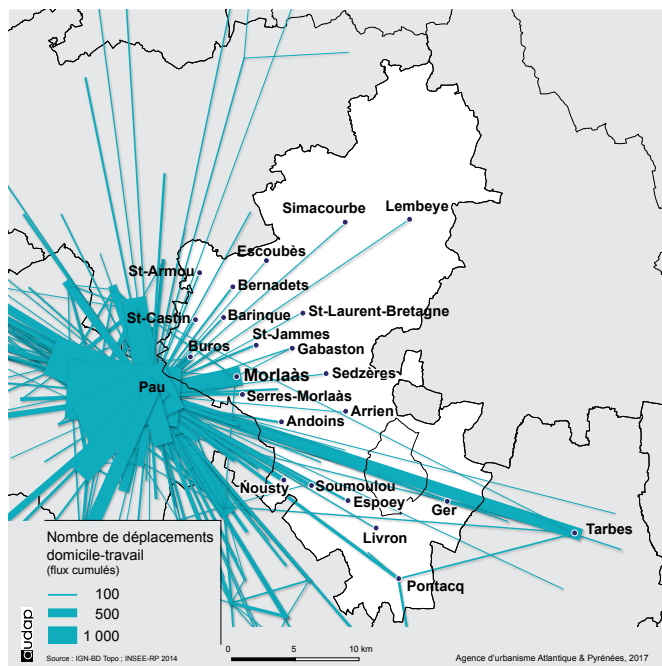 Simacourbe
Lembeye
Escoubès
St-Armou
Bernadets
St-Castin
Barinque
St-Laurent-Bretagne
St-Jammes
Buros
Gabaston
Pau
Morlaàs
Sedzères
Serres-Morlaàs
Arrien
Andoins
Nousty
Soumoulou
Espoey
Ger
Tarbes
Livron
Pontacq
Nombre de déplacements
domicile-travail
(flux cumulés)
100
500
1 000
audap
Source : IGN-BD Topo ; INSEE-RP 2014
0 5 10 km
Agence d'urbanisme Atlantique & Pyrénées, 2017